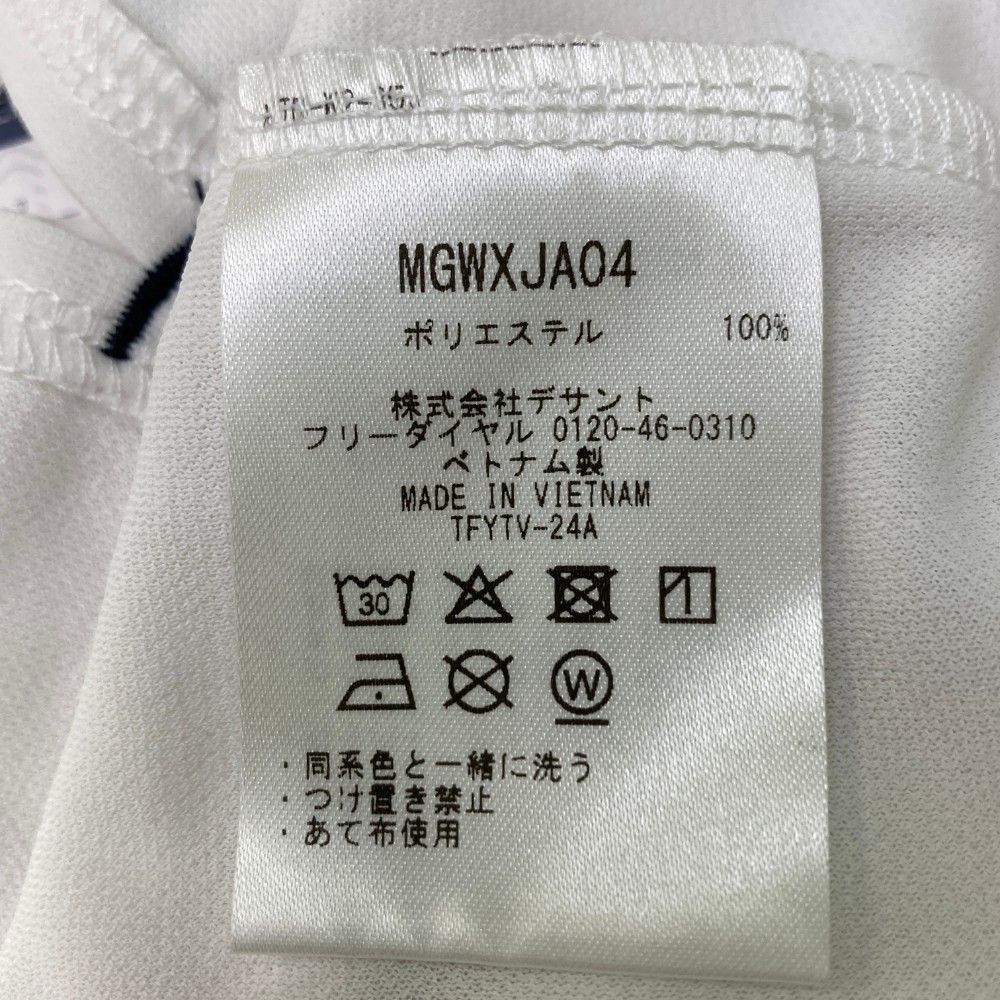 MGWXJA04
ポリエステル 100%
株式会社デサント
フリーダイヤル 0120-46-0310
ベトナム製
MADE IN VIETNAM
TFYTV-24A
30
W
・同系色と一緒に洗う
・つけ置き禁止
・あて布使用